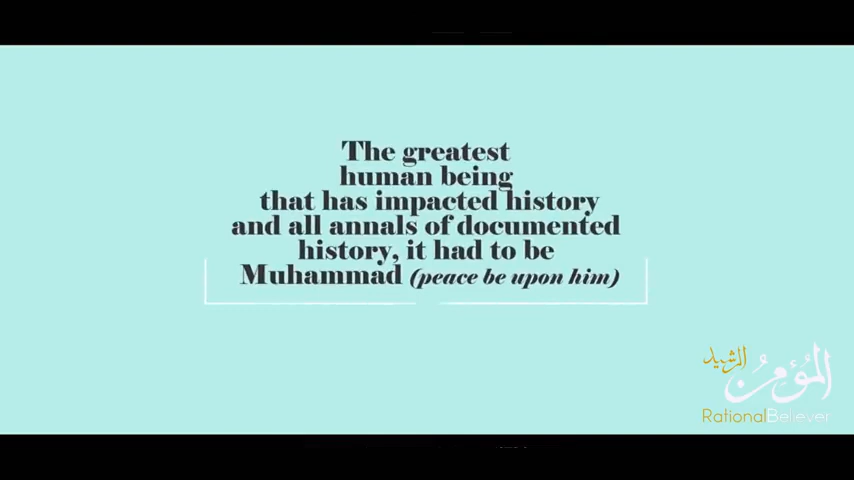 The greatest
human being
that has impacted history
and all annals of documented
history, it had to be
Muhammad (peace be upon him)
الرشيد
المؤمن
RationalBeliever